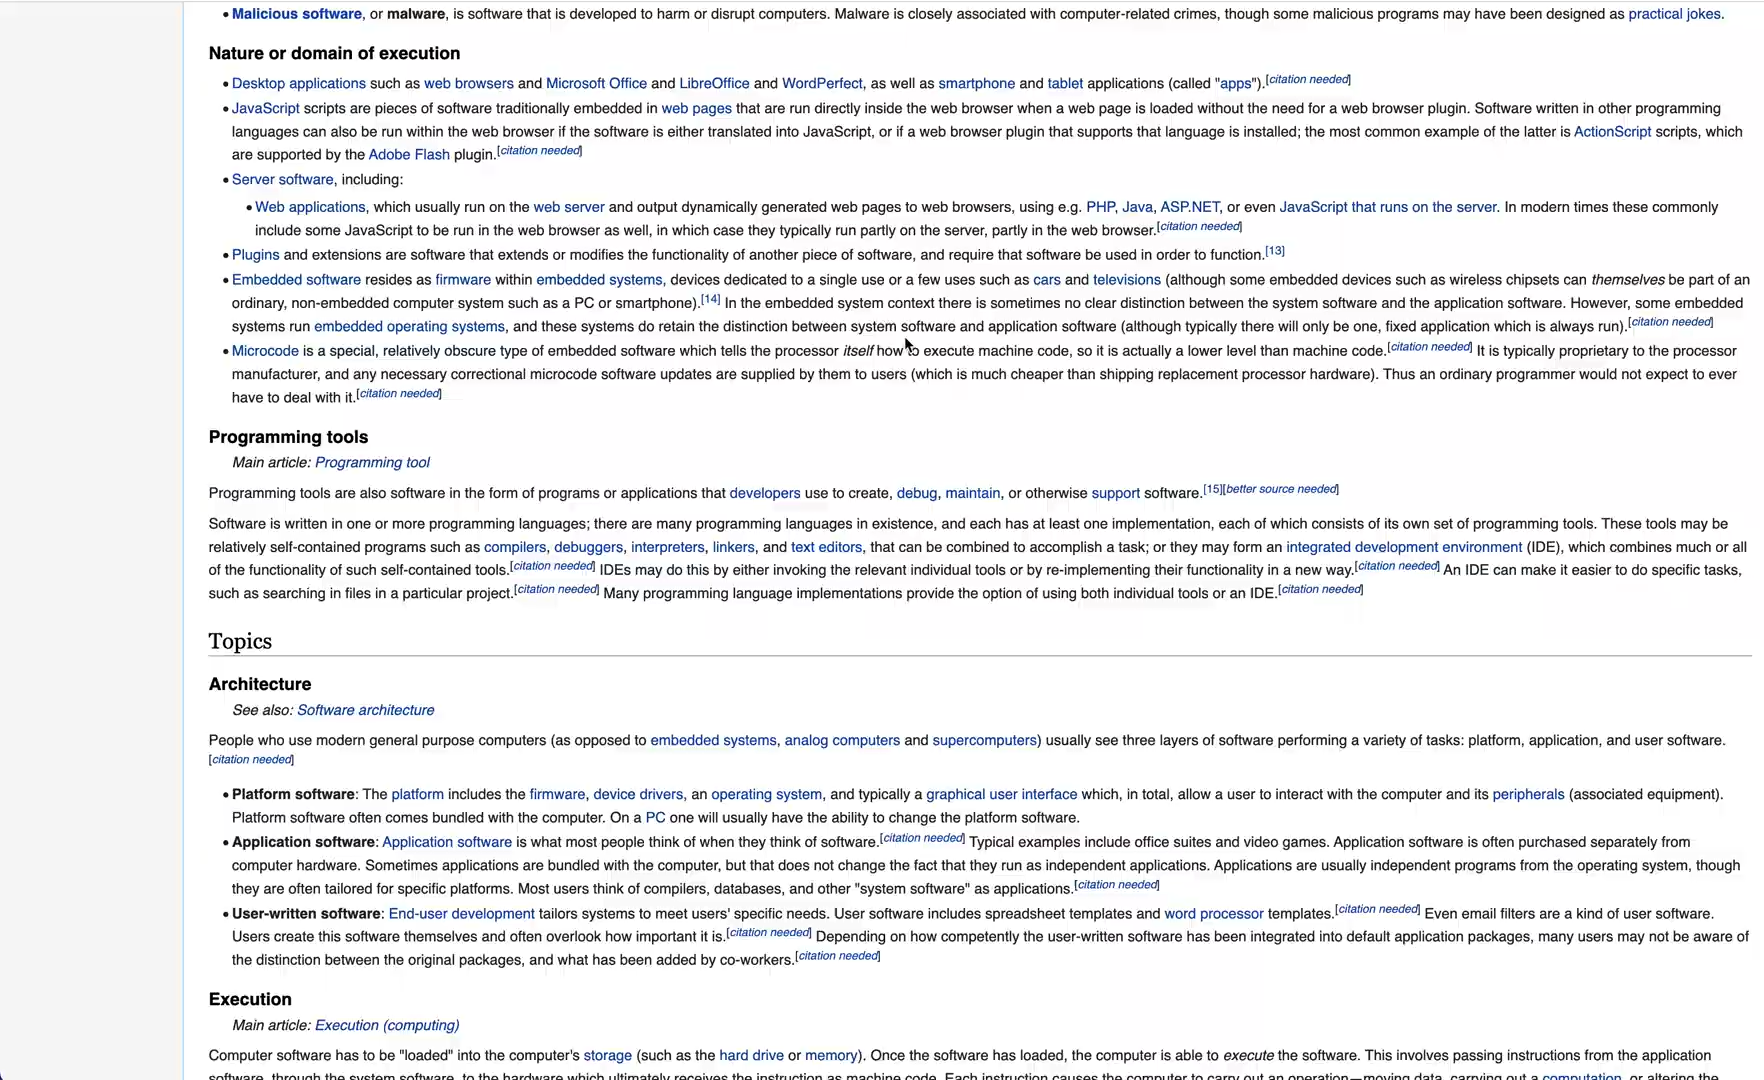 • Malicious software, or malware, is software that is developed to harm or disrupt computers. Malware is closely associated with computer-related crimes, though some malicious programs may have been designed as practical jokes.
Nature or domain of execution
• Desktop applications such as web browsers and Microsoft Office and LibreOffice and WordPerfect, as well as smartphone and tablet applications (called "apps").[citation needed]
• JavaScript scripts are pieces of software traditionally embedded in web pages that are run directly inside the web browser when a web page is loaded without the need for a web browser plugin. Software written in other programming
languages can also be run within the web browser if the software is either translated into JavaScript, or if a web browser plugin that supports that language is installed; the most common example of the latter is ActionScript scripts, which
are supported by the Adobe Flash plugin.[citation needed]
• Server software, including:
• Web applications, which usually run on the web server and output dynamically generated web pages to web browsers, using e.g. PHP, Java, ASP.NET, or even JavaScript that runs on the server. In modern times these commonly
include some JavaScript to be run in the web browser as well, in which case they typically run partly on the server, partly in the web browser.[citation needed]
• Plugins and extensions are software that extends or modifies the functionality of another piece of software, and require that software be used in order to function.[13]
• Embedded software resides as firmware within embedded systems, devices dedicated to a single use or a few uses such as cars and televisions (although some embedded devices such as wireless chipsets can themselves be part of an
ordinary, non-embedded computer system such as a PC or smartphone).[14] In the embedded system context there is sometimes no clear distinction between the system software and the application software. However, some embedded
systems run embedded operating systems, and these systems do retain the distinction between system software and application software (although typically there will only be one, fixed application which is always run).[citation needed]
• Microcode is a special, relatively obscure type of embedded software which tells the processor itself how to execute machine code, so it is actually a lower level than machine code.[citation needed] It is typically proprietary to the processor
manufacturer, and any necessary correctional microcode software updates are supplied by them to users (which is much cheaper than shipping replacement processor hardware). Thus an ordinary programmer would not expect to ever
have to deal with it.[citation needed]
Programming tools
Main article: Programming tool
Programming tools are also software in the form of programs or applications that developers use to create, debug, maintain, or otherwise support software.[15][better source needed]
Software is written in one or more programming languages; there are many programming languages in existence, and each has at least one implementation, each of which consists of its own set of programming tools. These tools may be
relatively self-contained programs such as compilers, debuggers, interpreters, linkers, and text editors, that can be combined to accomplish a task; or they may form an integrated development environment (IDE), which combines much or all
of the functionality of such self-contained tools.[citation needed] IDEs may do this by either invoking the relevant individual tools or by re-implementing their functionality in a new way.[citation needed] An IDE can make it easier to do specific tasks,
such as searching in files in a particular project.[citation needed] Many programming language implementations provide the option of using both individual tools or an IDE.[citation needed]
Topics
Architecture
See also: Software architecture
People who use modern general purpose computers (as opposed to embedded systems, analog computers and supercomputers) usually see three layers of software performing a variety of tasks: platform, application, and user software.
[citation needed]
• Platform software: The platform includes the firmware, device drivers, an operating system, and typically a graphical user interface which, in total, allow a user to interact with the computer and its peripherals (associated equipment).
Platform software often comes bundled with the computer. On a PC one will usually have the ability to change the platform software.
• Application software: Application software is what most people think of when they think of software.[citation needed] Typical examples include office suites and video games. Application software is often purchased separately from
computer hardware. Sometimes applications are bundled with the computer, but that does not change the fact that they run as independent applications. Applications are usually independent programs from the operating system, though
they are often tailored for specific platforms. Most users think of compilers, databases, and other "system software" as applications.[citation needed]
• User-written software: End-user development tailors systems to meet users' specific needs. User software includes spreadsheet templates and word processor templates.[citation needed] Even email filters are a kind of user software.
Users create this software themselves and often overlook how important it is.[citation needed] Depending on how competently the user-written software has been integrated into default application packages, many users may not be aware of
the distinction between the original packages, and what has been added by co-workers.[citation needed]
Execution
Main article: Execution (computing)
Computer software has to be "loaded" into the computer's storage (such as the hard drive or memory). Once the software has loaded, the computer is able to execute the software. This involves passing instructions from the application
software, through the system software, to the hardware which ultimately receives the instruction as machine code. Each instruction causes the computer to carry out an operation—moving data, carrying out a computation, or altering the